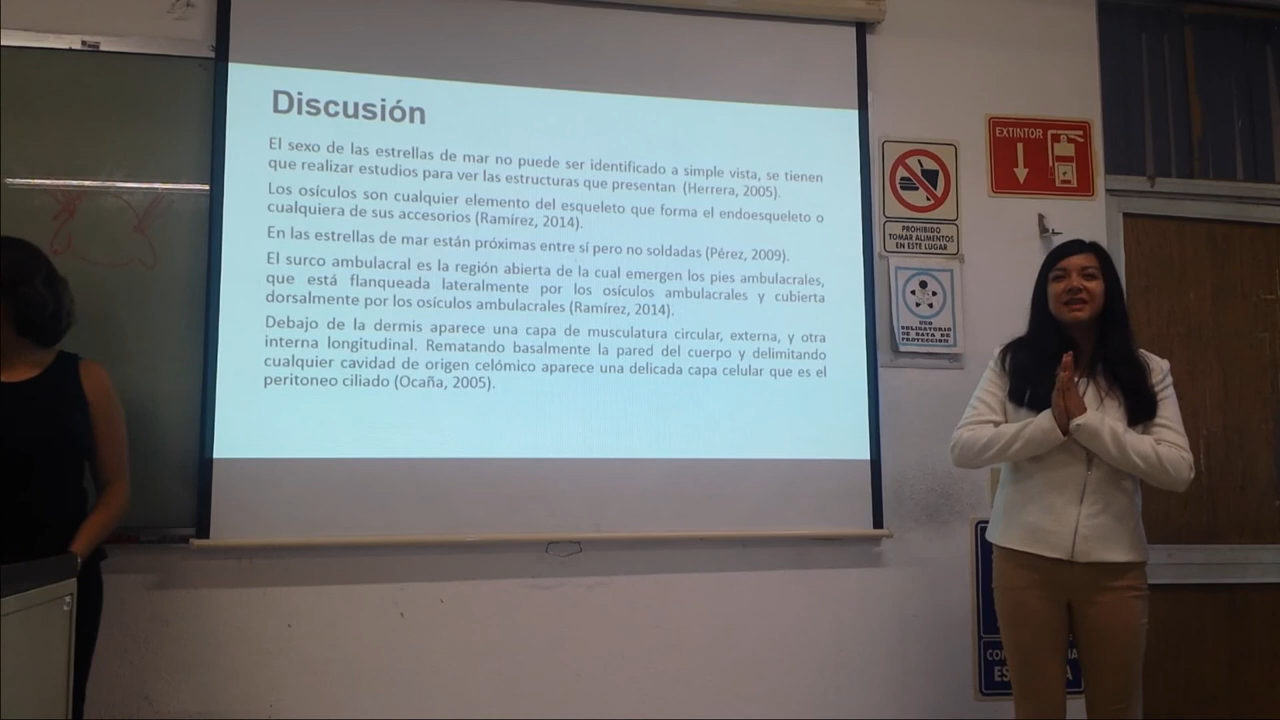 Discusión
El sexo de las estrellas de mar no puede ser identificado a simple vista, se tienen
que realizar estudios para ver las estructuras que presentan (Herrera, 2005).
Los osículos son cualquier elemento del esqueleto que forma el endoesqueleto o
cualquiera de sus accesorios (Ramírez, 2014).
En las estrellas de mar están próximas entre sí pero no soldadas (Pérez, 2009).
El surco ambulacral es la región abierta de la cual emergen los pies ambulacrales,
que está flanqueada lateralmente por los osículos ambulacrales y cubierta
dorsalmente por los osículos ambulacrales (Ramírez, 2014).
Debajo de la dermis aparece una capa de musculatura circular, externa, y otra
interna longitudinal. Rematando basalmente la pared del cuerpo y delimitando
cualquier cavidad de origen celómico aparece una delicada capa celular que es el
peritoneo ciliado (Ocaña, 2005).
EXTINTOR
PROHIBIDO
TOMAR ALIMENTOS
EN ESTE LUGAR
USO
OBLIGATORIO
DE BATA DE
PROTECCION